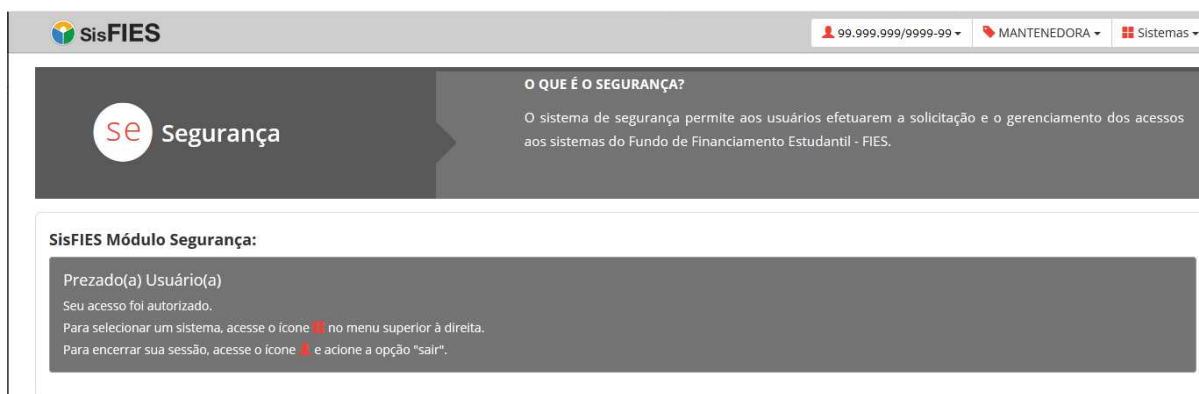 SisFIES
99.999.999/9999-99
MANTENEDORA
Sistemas
se
Segurança
O QUE É O SEGURANÇA?
O sistema de segurança permite aos usuários efetuarem a solicitação e o gerenciamento dos acessos
aos sistemas do Fundo de Financiamento Estudantil - FIES.
SisFIES Módulo Segurança:
Prezado(a) Usuário(a)
Seu acesso foi autorizado.
Para selecionar um sistema, acesse o ícone no menu superior à direita.
Para encerrar sua sessão, acesse o ícone e acione a opção "sair".